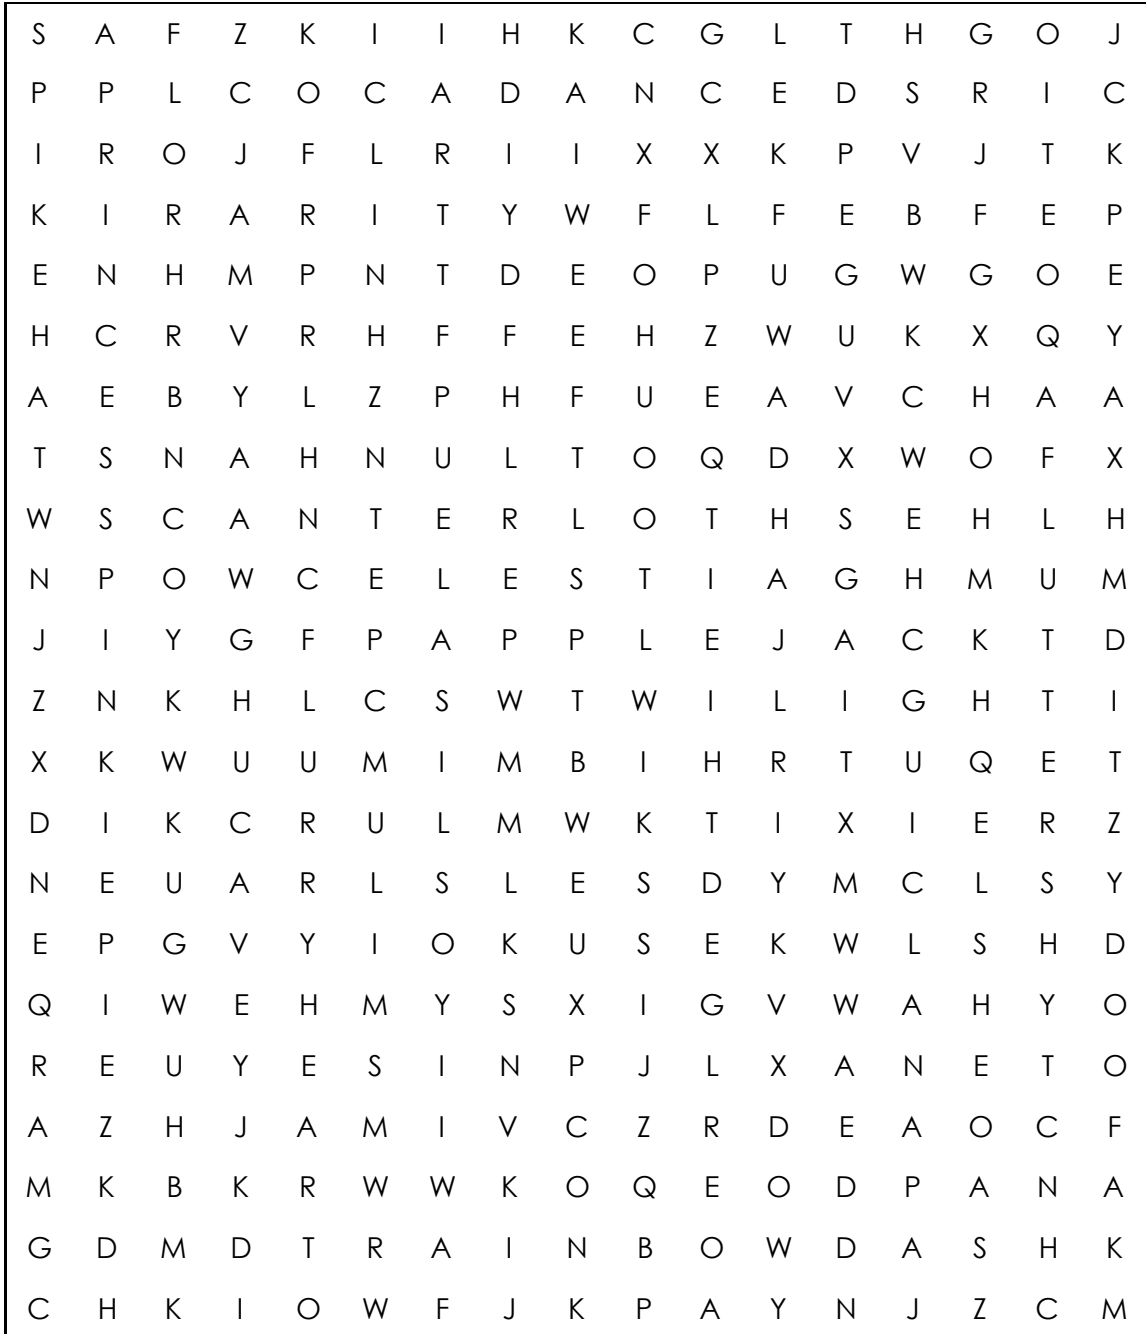 S A F Z K I I H K C G L T H G O J
P P L C O C A D A N C E D S R I C
I R O J F L R I I X X K P V J T K
K I R A R I T Y W F L F E B F E P
E N H M P N T D E O P U G W G O E
H C R V R H F F E H Z W U K X Q Y
A E B Y L Z P H F U E A V C H A A
T S N A H N U L T O Q D X W O F X
W S C A N T E R L O T H S E H L H
N P O W C E L E S T I A G H M U M
J I Y G F P A P P L E J A C K T D
Z N K H L C S W T W I L I G H T I
X K W U U M I M B I H R T U Q E T
D I K C R U L M W K T I X I E R Z
N E U A R L S L E S D Y M C L S Y
E P G V Y I O K U S E K W L S H D
Q I W E H M Y S X I G V W A H Y O
R E U Y E S I N P J L X A N E T O
A Z H J A M I V C Z R D E A O C F
M K B K R W W K O Q E O D P A N A
G D M D T R A I N B O W D A S H K
C H K I O W F J K P A Y N J Z C M